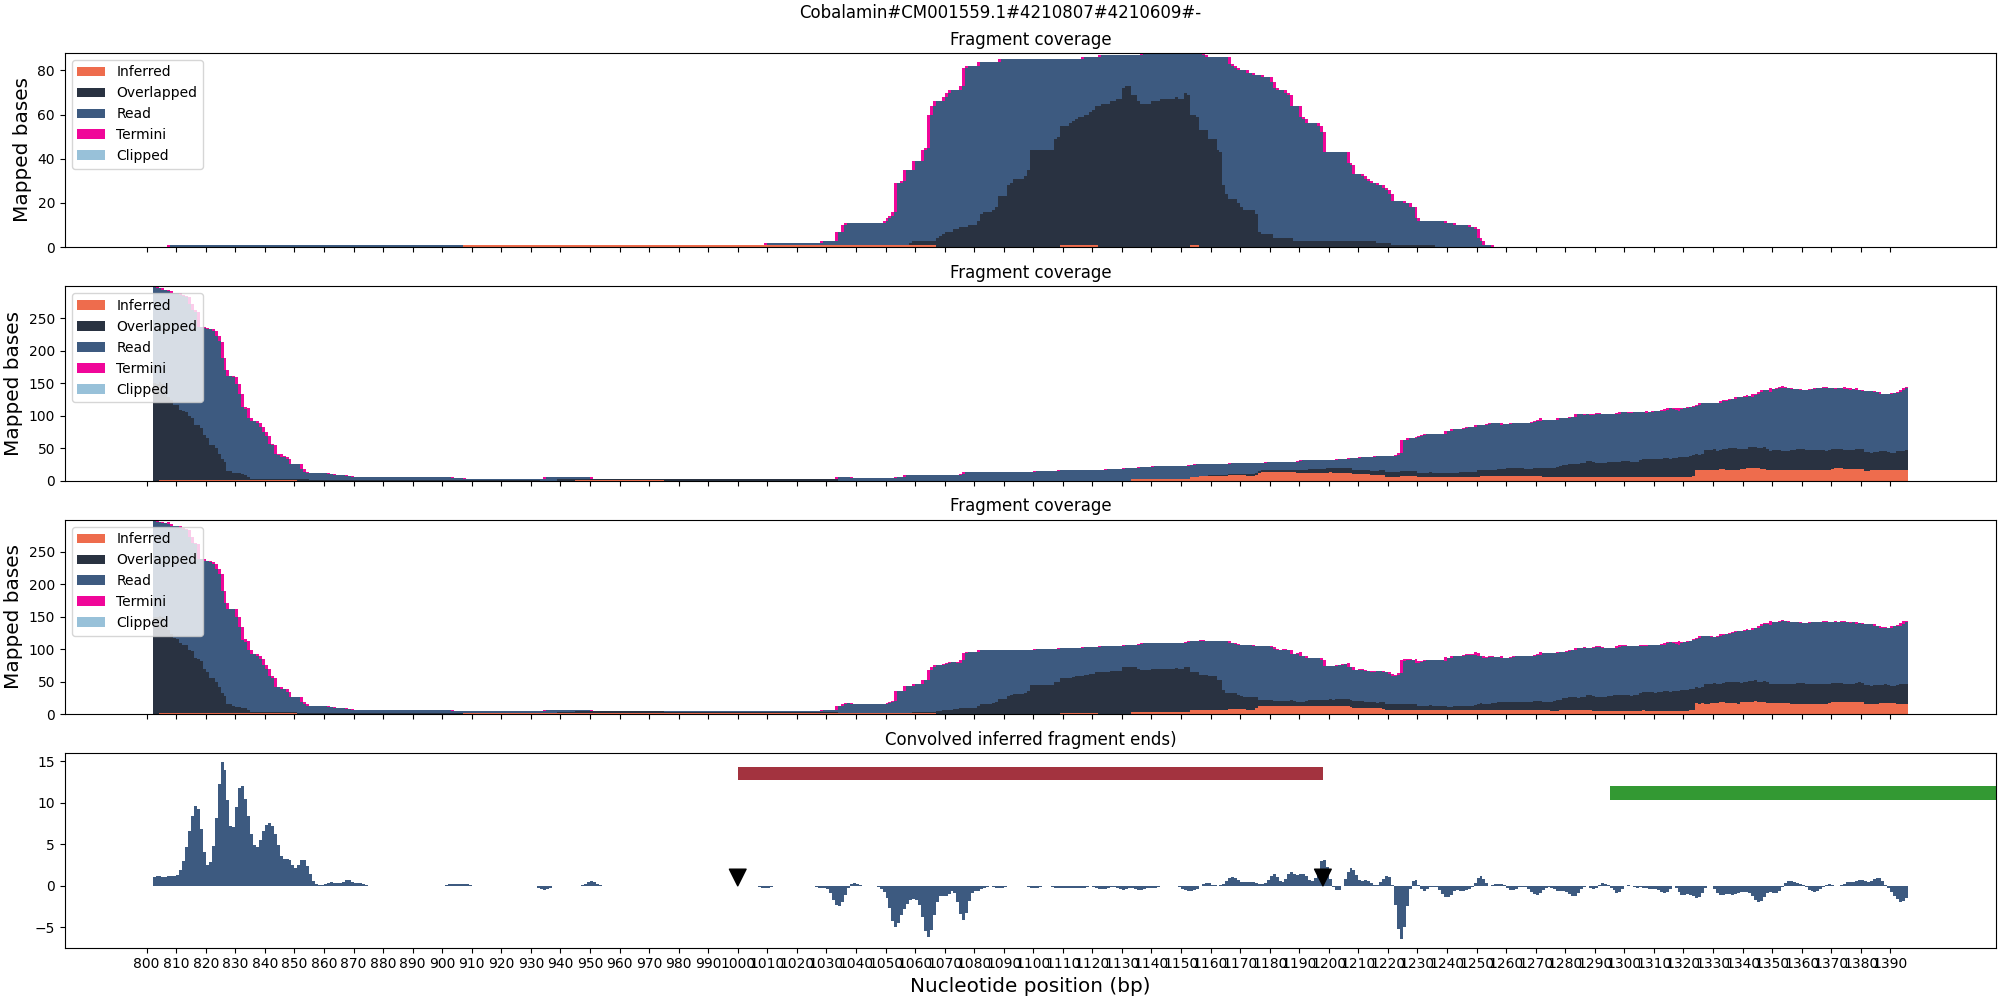 Cobalamin#CM001559.1#4210807#4210609#-
Fragment coverage
Mapped bases
80
60
40
20
0
Inferred
Overlapped
Read
Termini
Clipped
Fragment coverage
Mapped bases
250
200
150
100
50
0
Inferred
Overlapped
Read
Termini
Clipped
Fragment coverage
Mapped bases
250
200
150
100
50
0
Inferred
Overlapped
Read
Termini
Clipped
Convolved inferred fragment ends)
15
10
5
0
−5
800 810 820 830 840 850 860 870 880 890 900 910 920 930 940 950 960 970 980 990 1000 1010 1020 1030 1040 1050 1060 1070 1080 1090 1100 1110 1120 1130 1140 1150 1160 1170 1180 1190 1200 1210 1220 1230 1240 1250 1260 1270 1280 1290 1300 1310 1320 1330 1340 1350 1360 1370 1380 1390
Nucleotide position (bp)